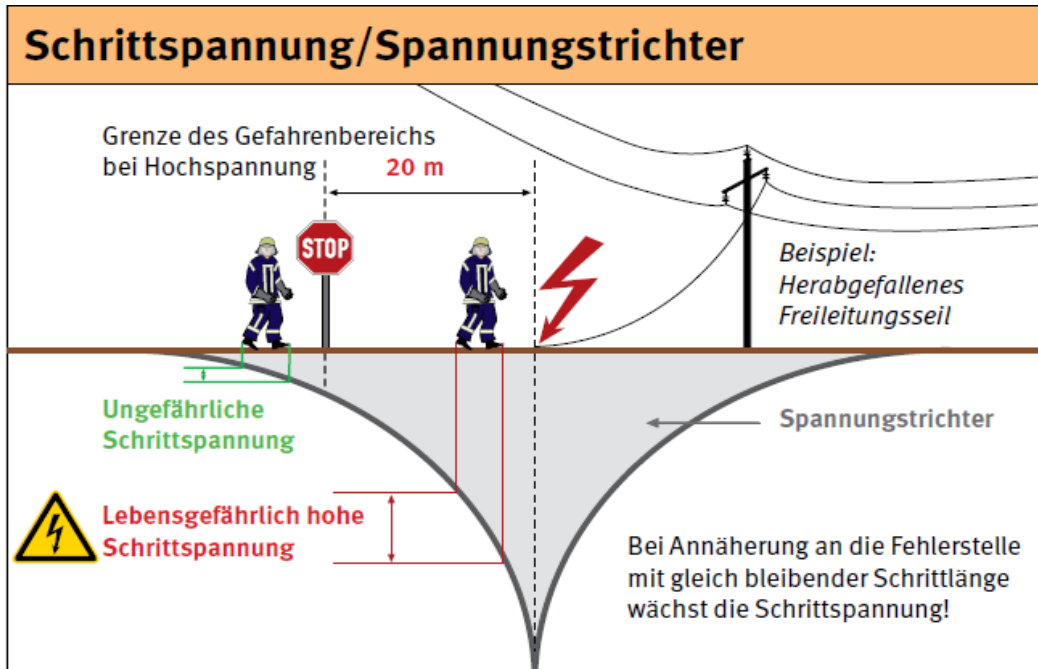 Schrittspannung/Spannungstrichter
Grenze des Gefahrenbereichs
bei Hochspannung
20 m
STOP
Beispiel:
Herabgefallenes
Freileitungsseil
Ungefährliche
Schrittspannung
Spannungstrichter
Lebensgefährlich hohe
Schrittspannung
Bei Annäherung an die Fehlerstelle
mit gleich bleibender Schrittlänge
wächst die Schrittspannung!